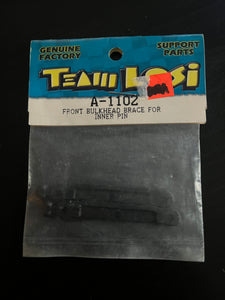 GENUINE FACTORY
SUPPORT PARTS
TEAM LOSI
A-1102
FRONT BULKHEAD BRACE FOR
INNER PIN